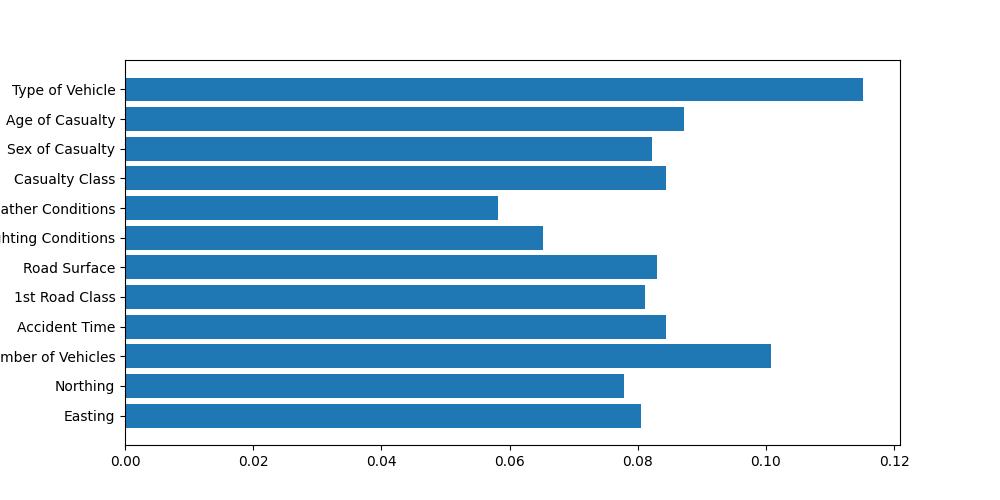 Type of Vehicle
Age of Casualty
Sex of Casualty
Casualty Class
ather Conditions
hting Conditions
Road Surface
1st Road Class
Accident Time
mber of Vehicles
Northing
Easting
0.00 0.02 0.04 0.06 0.08 0.10 0.12